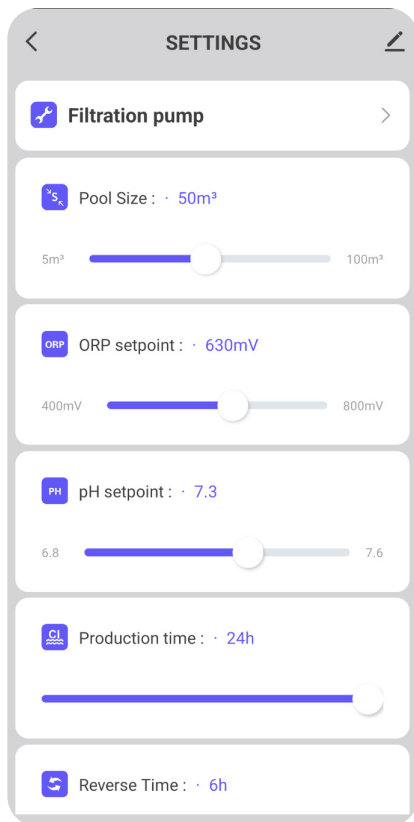 SETTINGS
Filtration pump
S Pool Size : · 50m³
5m³ 100m³
ORP ORP setpoint : · 630mV
400mV 800mV
PH pH setpoint : · 7.3
6.8 7.6
CL Production time : · 24h
Reverse Time : · 6h